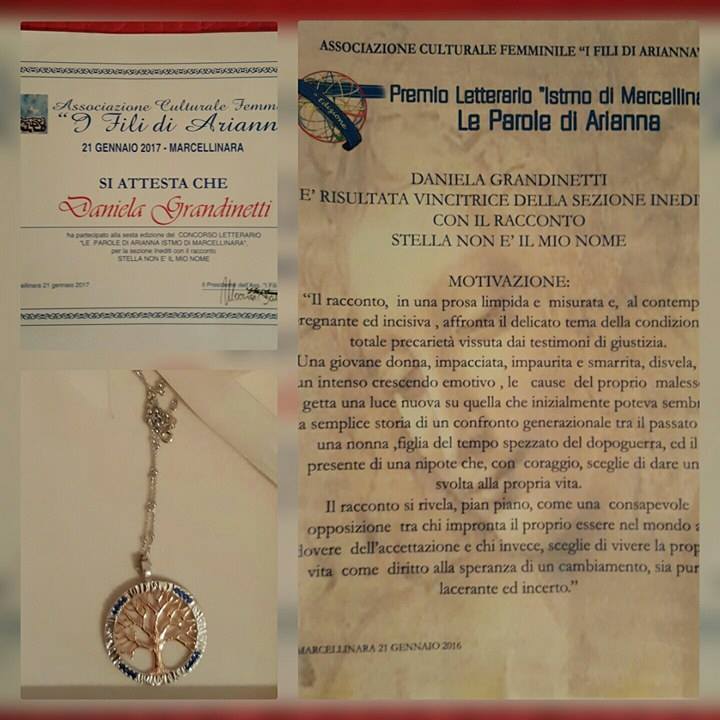 Associazione Culturale Femm
"I Fili di Ariann
21 GENNAIO 2017 - MARCELLINARA
SI ATTESTA CHE
Daniela Grandinetti
ha partecipato alla sesta edizione del CONCORSO LETTERARIO
"LE PAROLE DI ARIANNA ISTMO DI MARCELLINARA",
per la sezione Inediti con il racconto
STELLA NON E' IL MIO NOME
ellinara 21 gennaio 2017
Il Presidente dell'Ass. "I Fili
ASSOCIAZIONE CULTURALE FEMMINILE "I FILI DI ARIANNA"
Edizione
Premio Letterario "Istmo di Marcelline
Le Parole di Arianna
DANIELA GRANDINETTI
E' RISULTATA VINCITRICE DELLA SEZIONE INEDI
CON IL RACCONTO
STELLA NON E' IL MIO NOME
MOTIVAZIONE:
"Il racconto, in una prosa limpida e misurata e, al contemp
regnante ed incisiva , affronta il delicato tema della condizion
totale precarietà vissuta dai testimoni di giustizia.
Una giovane donna, impacciata, impaurita e smarrita, disvela,
un intenso crescendo emotivo , le cause del proprio maless
getta una luce nuova su quella che inizialmente poteva sembr
a semplice storia di un confronto generazionale tra il passato
una nonna ,figlia del tempo spezzato del dopoguerra, ed il
presente di una nipote che, con coraggio, sceglie di dare un
svolta alla propria vita.
Il racconto si rivela, pian piano, come una consapevole
opposizione tra chi impronta il proprio essere nel mondo a
dovere dell'accettazione e chi invece, sceglie di vivere la prop
vita come diritto alla speranza di un cambiamento, sia pur
lacerante ed incerto."
MARCELLINARA 21 GENNAIO 2016